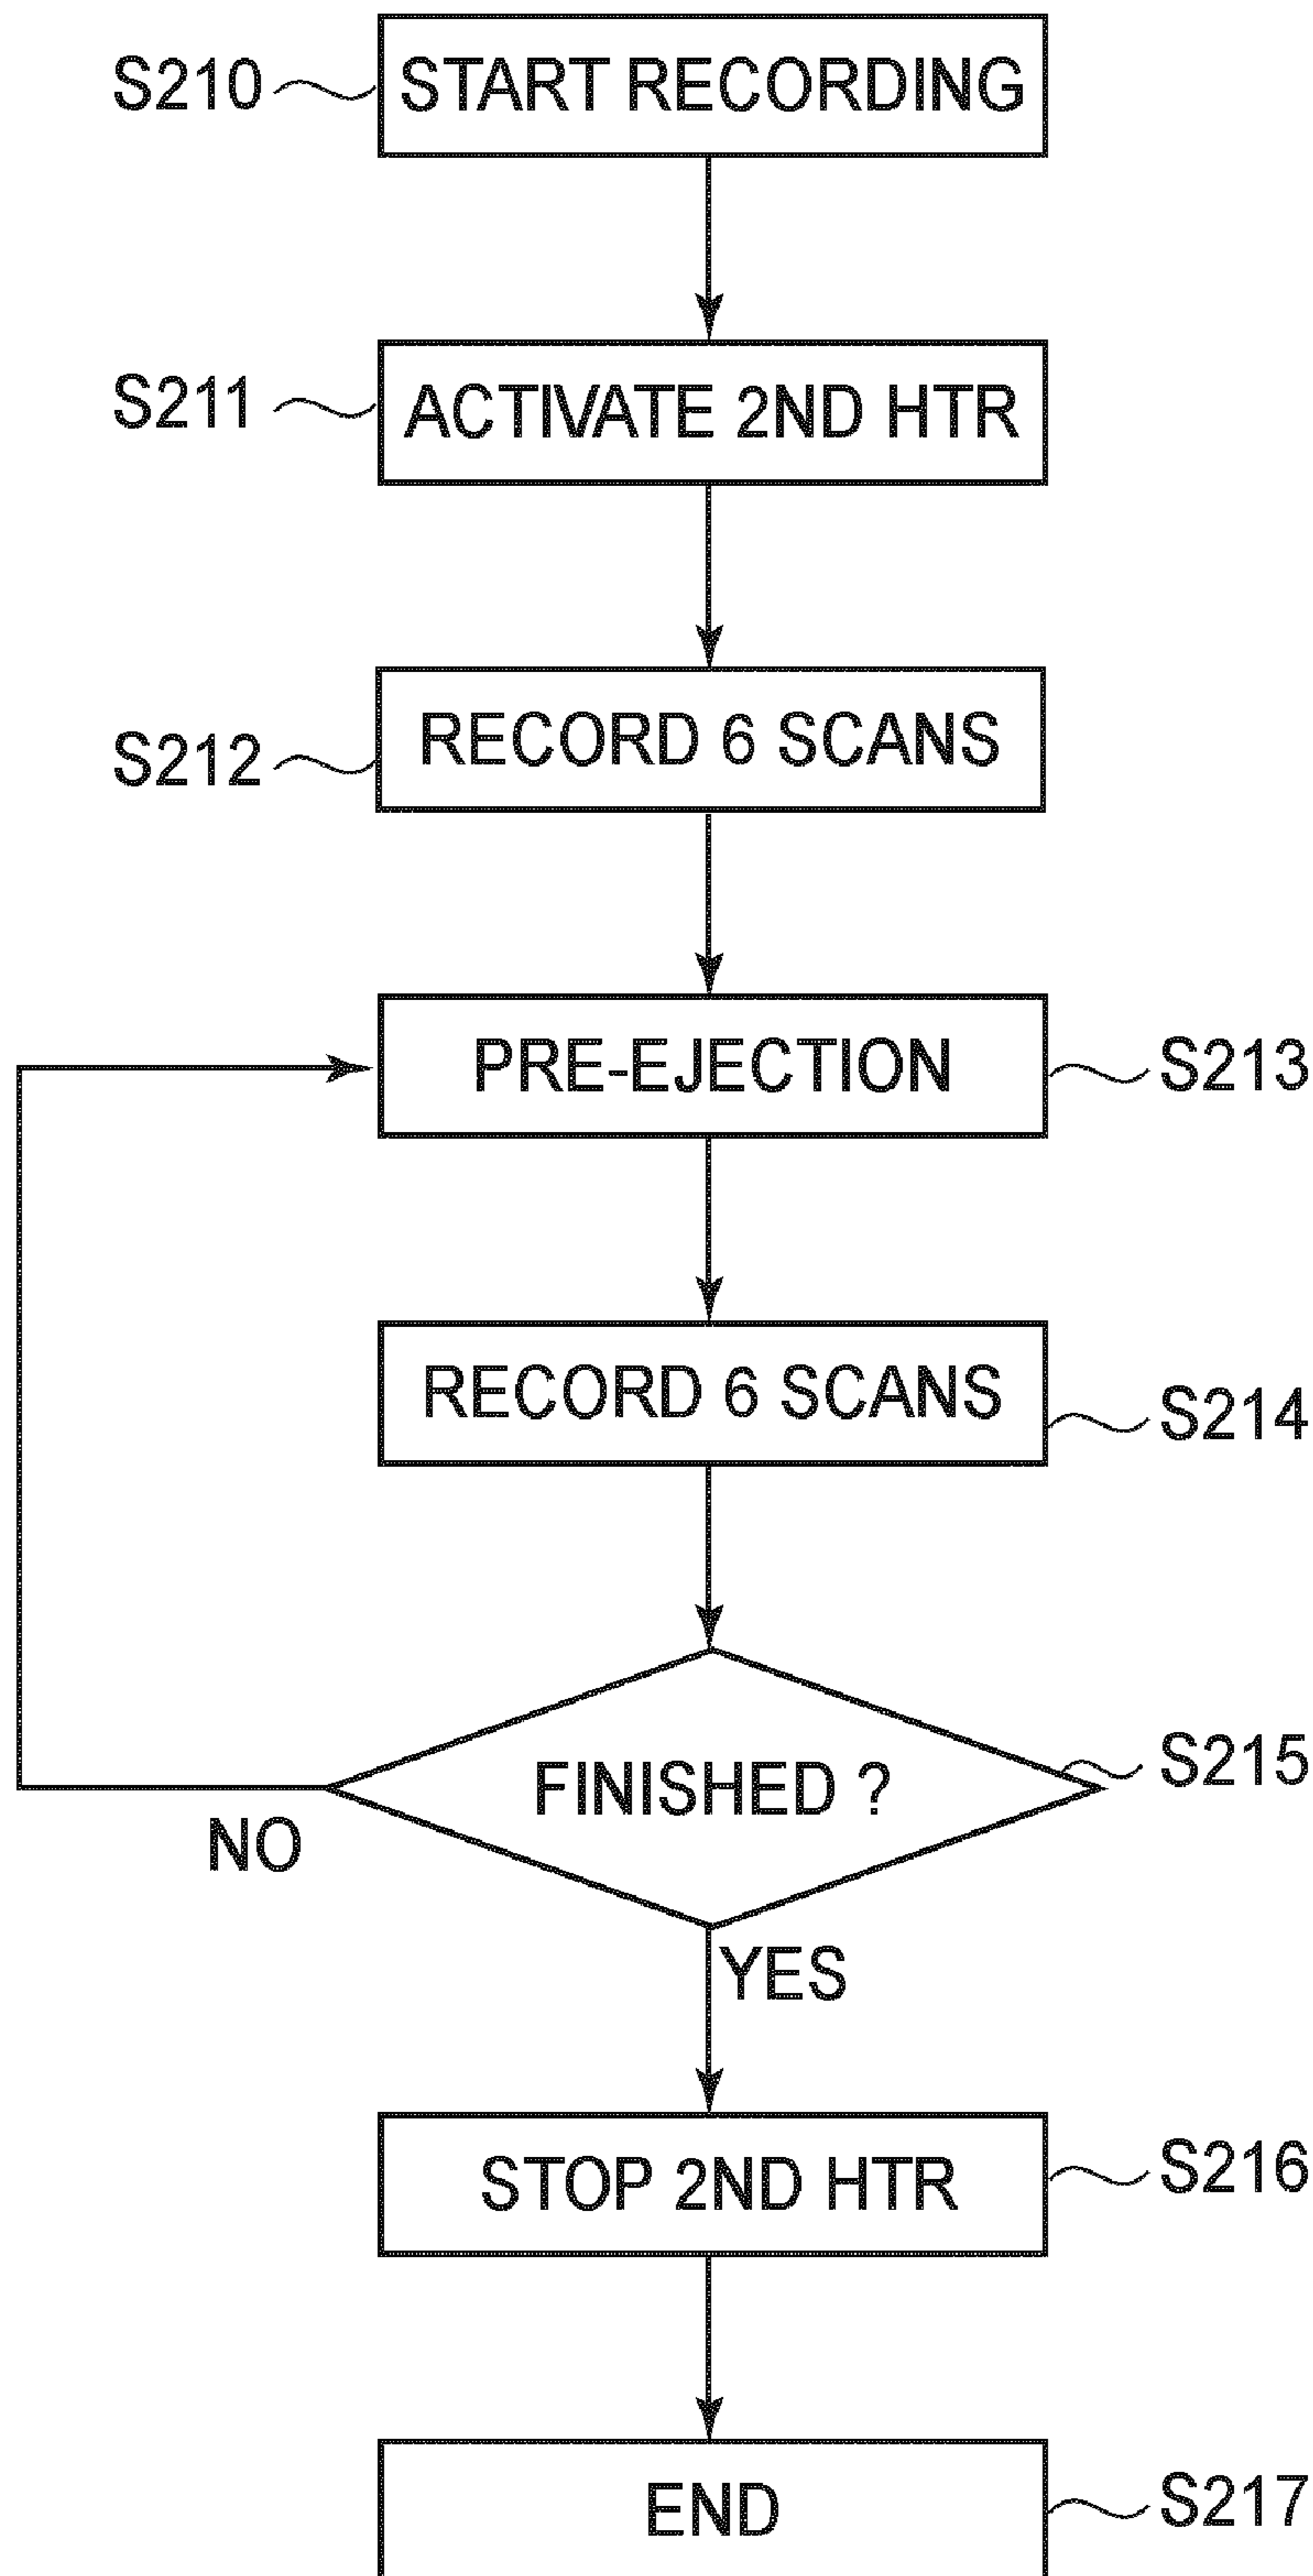 S210 START RECORDING
S211 ACTIVATE 2ND HTR
RECORD 6 SCANS
S212
PRE-EJECTION S213
RECORD 6 SCANS
S214
FINISHED ? S215
NO
YES
STOP 2ND HTR S216
END S217